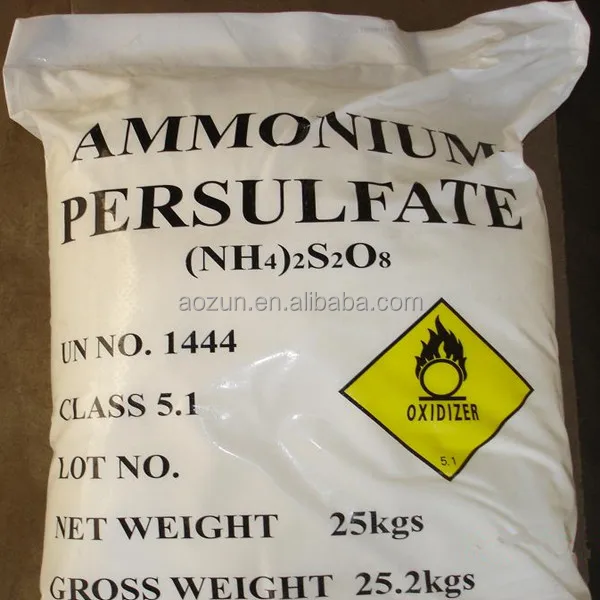 AMMONIUM
PERSULFATE
(NH4)2S2O8
aozun.en.alibaba.com
UN NO. 1444
CLASS 5.1
OXIDIZER
5.1
LOT NO.
NET WEIGHT 25kgs
GROSS WEIGHT 25.2kgs